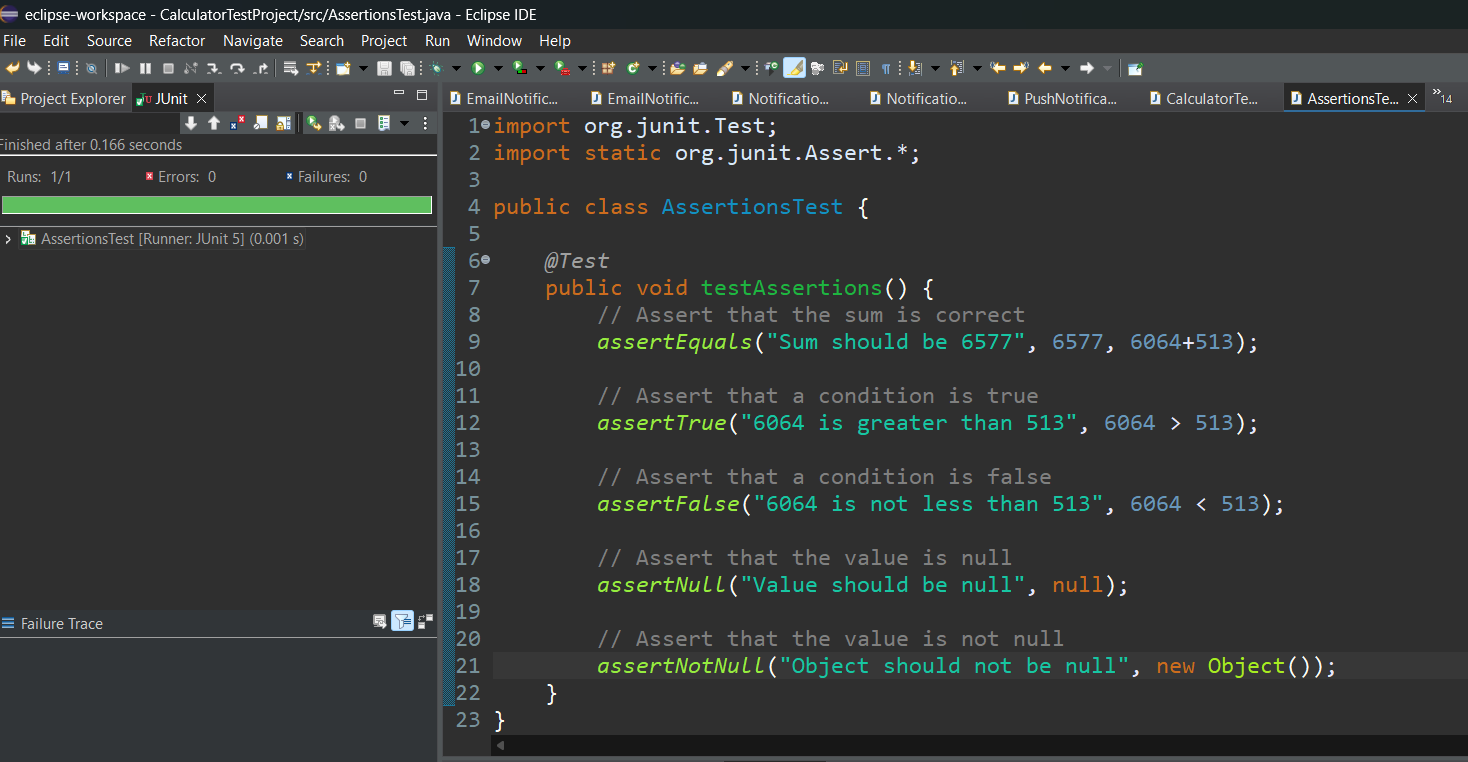 eclipse-workspace - CalculatorTestProject/src/AssertionsTest.java - Eclipse IDE
File Edit Source Refactor Navigate Search Project Run Window Help
Project Explorer JUnit
EmailNotific... EmailNotific... Notificatio... Notificatio... PushNotifica... CalculatorTe... AssertionsTe... 14
Finished after 0.166 seconds
Runs: 1/1 Errors: 0 Failures: 0
AssertionsTest [Runner: JUnit 5] (0.001 s)
Failure Trace
1 import org.junit.Test;
2 import static org.junit.Assert.*;
3
4 public class AssertionsTest {
5
6 @Test
7 public void testAssertions() {
8 // Assert that the sum is correct
9 assertEquals("Sum should be 6577", 6577, 6064+513);
10
11 // Assert that a condition is true
12 assertTrue("6064 is greater than 513", 6064 > 513);
13
14 // Assert that a condition is false
15 assertFalse("6064 is not less than 513", 6064 < 513);
16
17 // Assert that the value is null
18 assertNull("Value should be null", null);
19
20 // Assert that the value is not null
21 assertNotNull("Object should not be null", new Object());
22 }
23 }